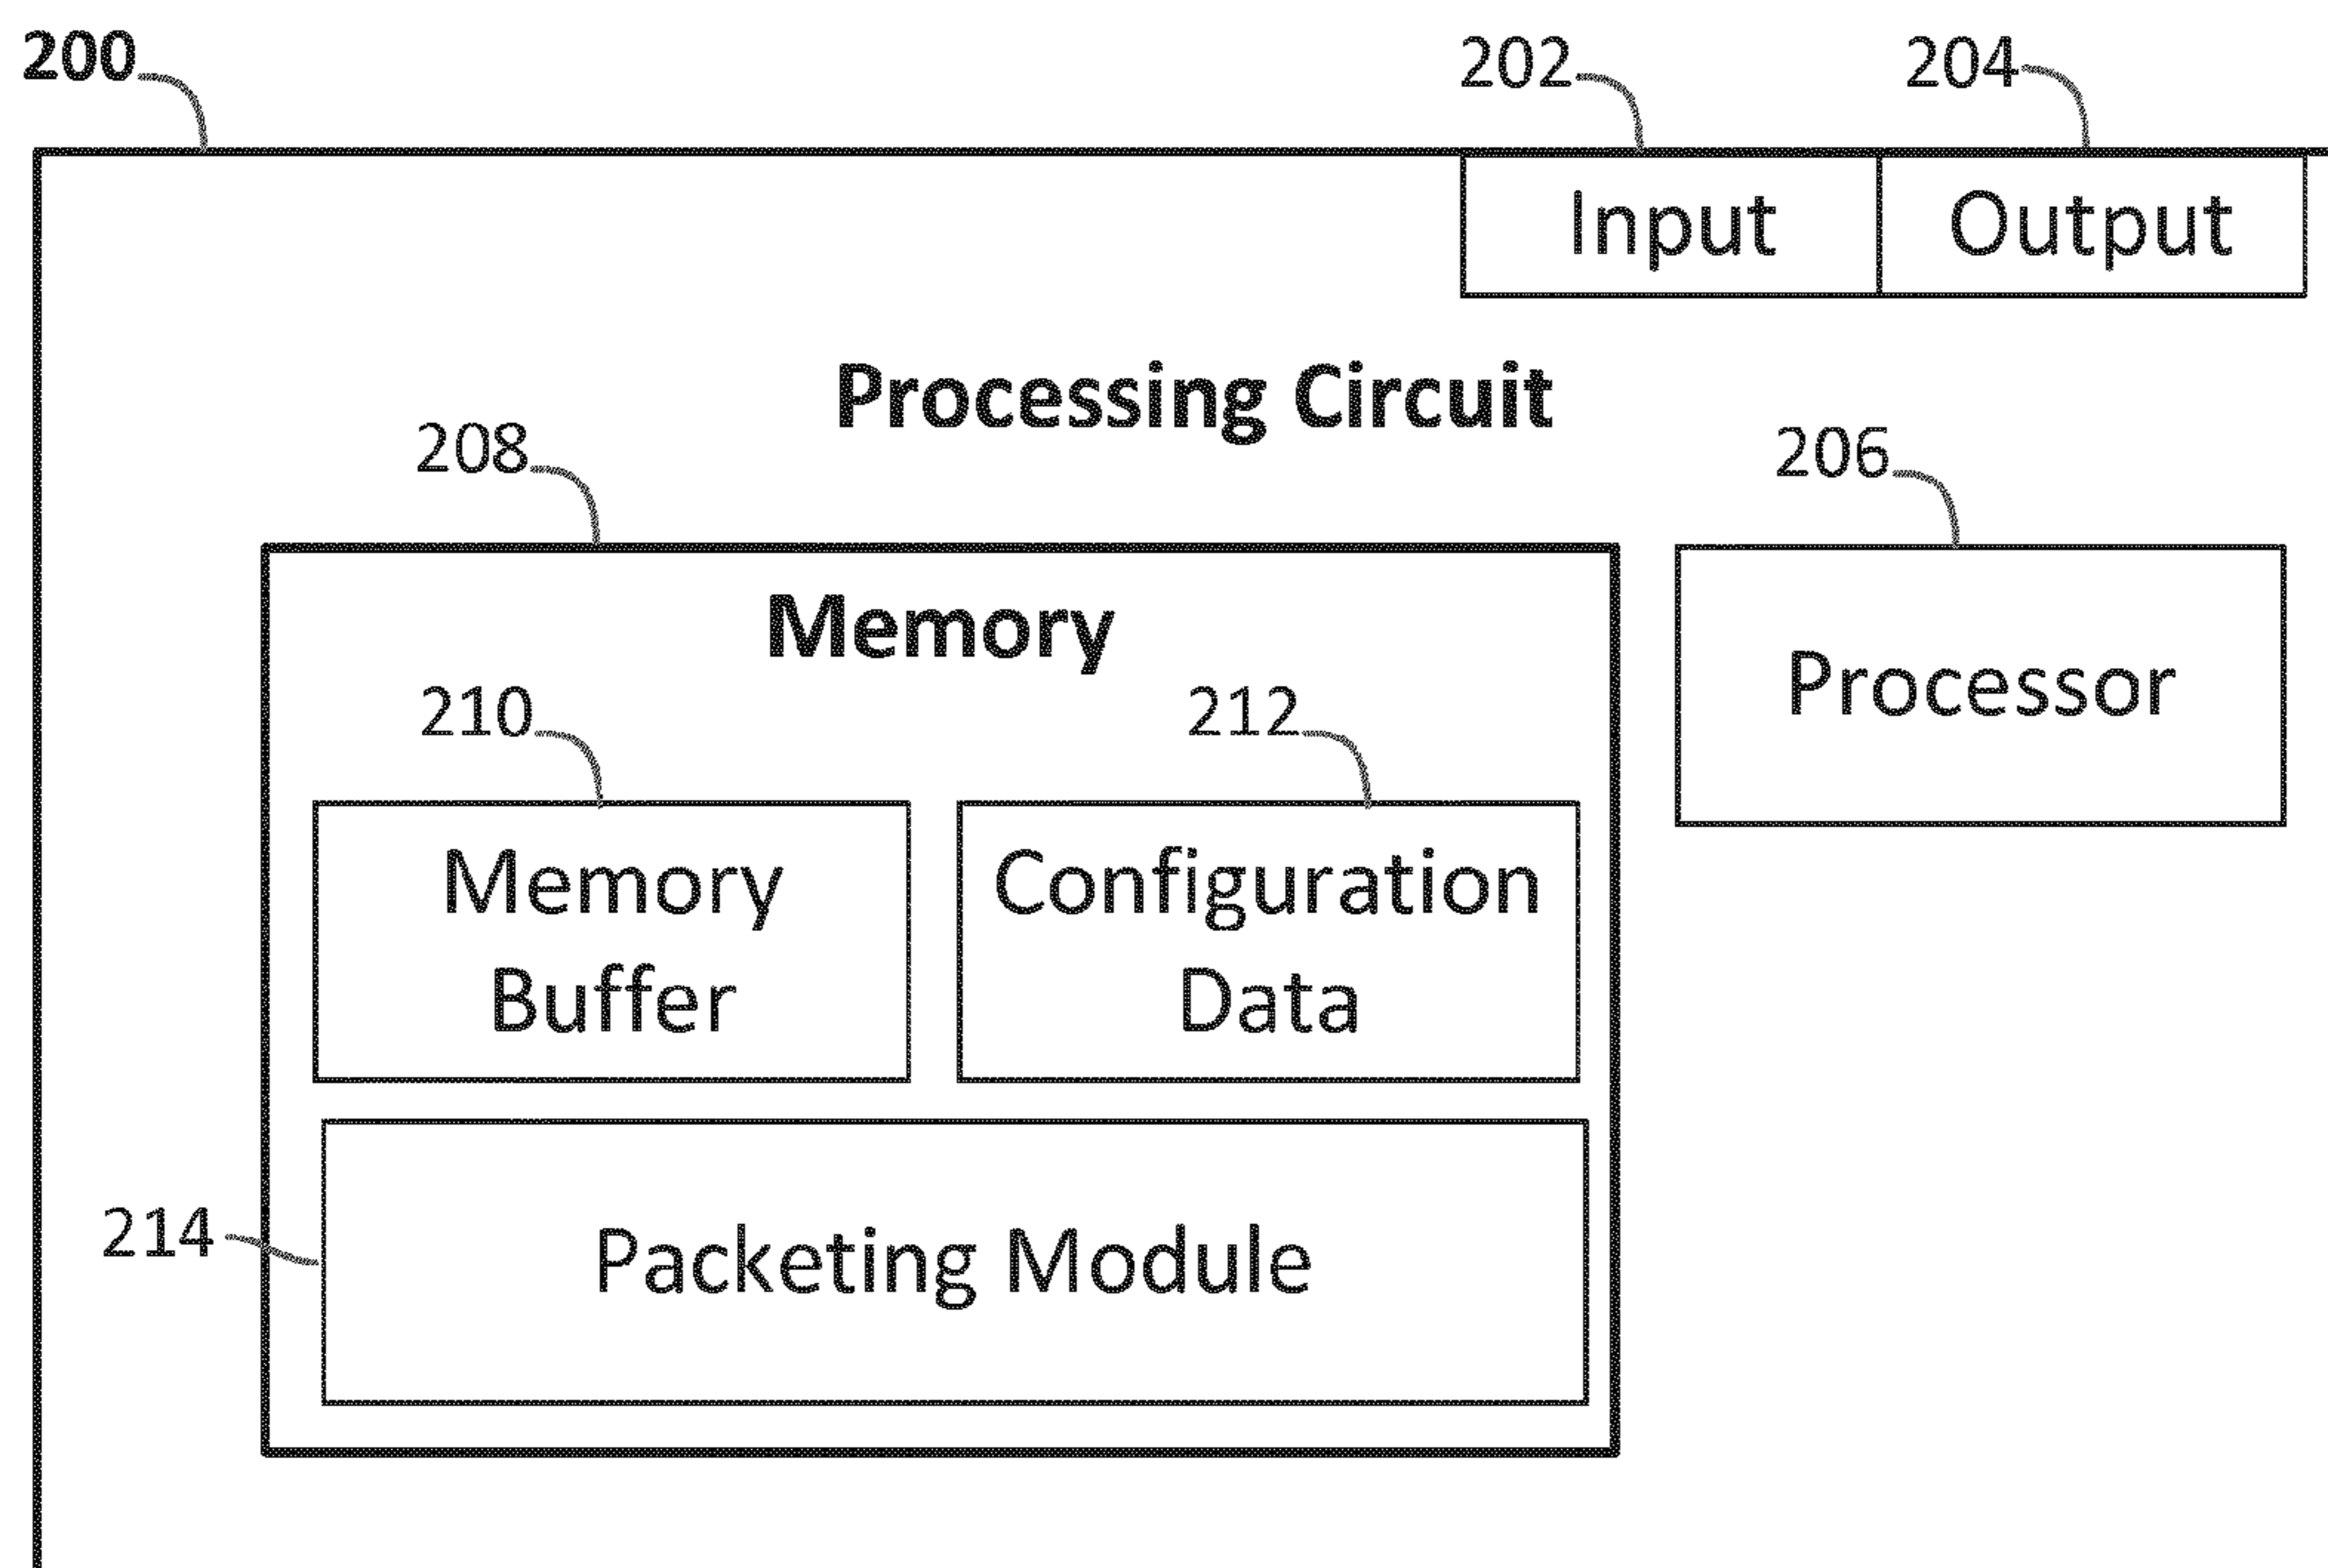 200
202
204
Input
Output
Processing Circuit
208
206
Memory
Processor
210
212
Memory
Buffer
Configuration
Data
214
Packeting Module